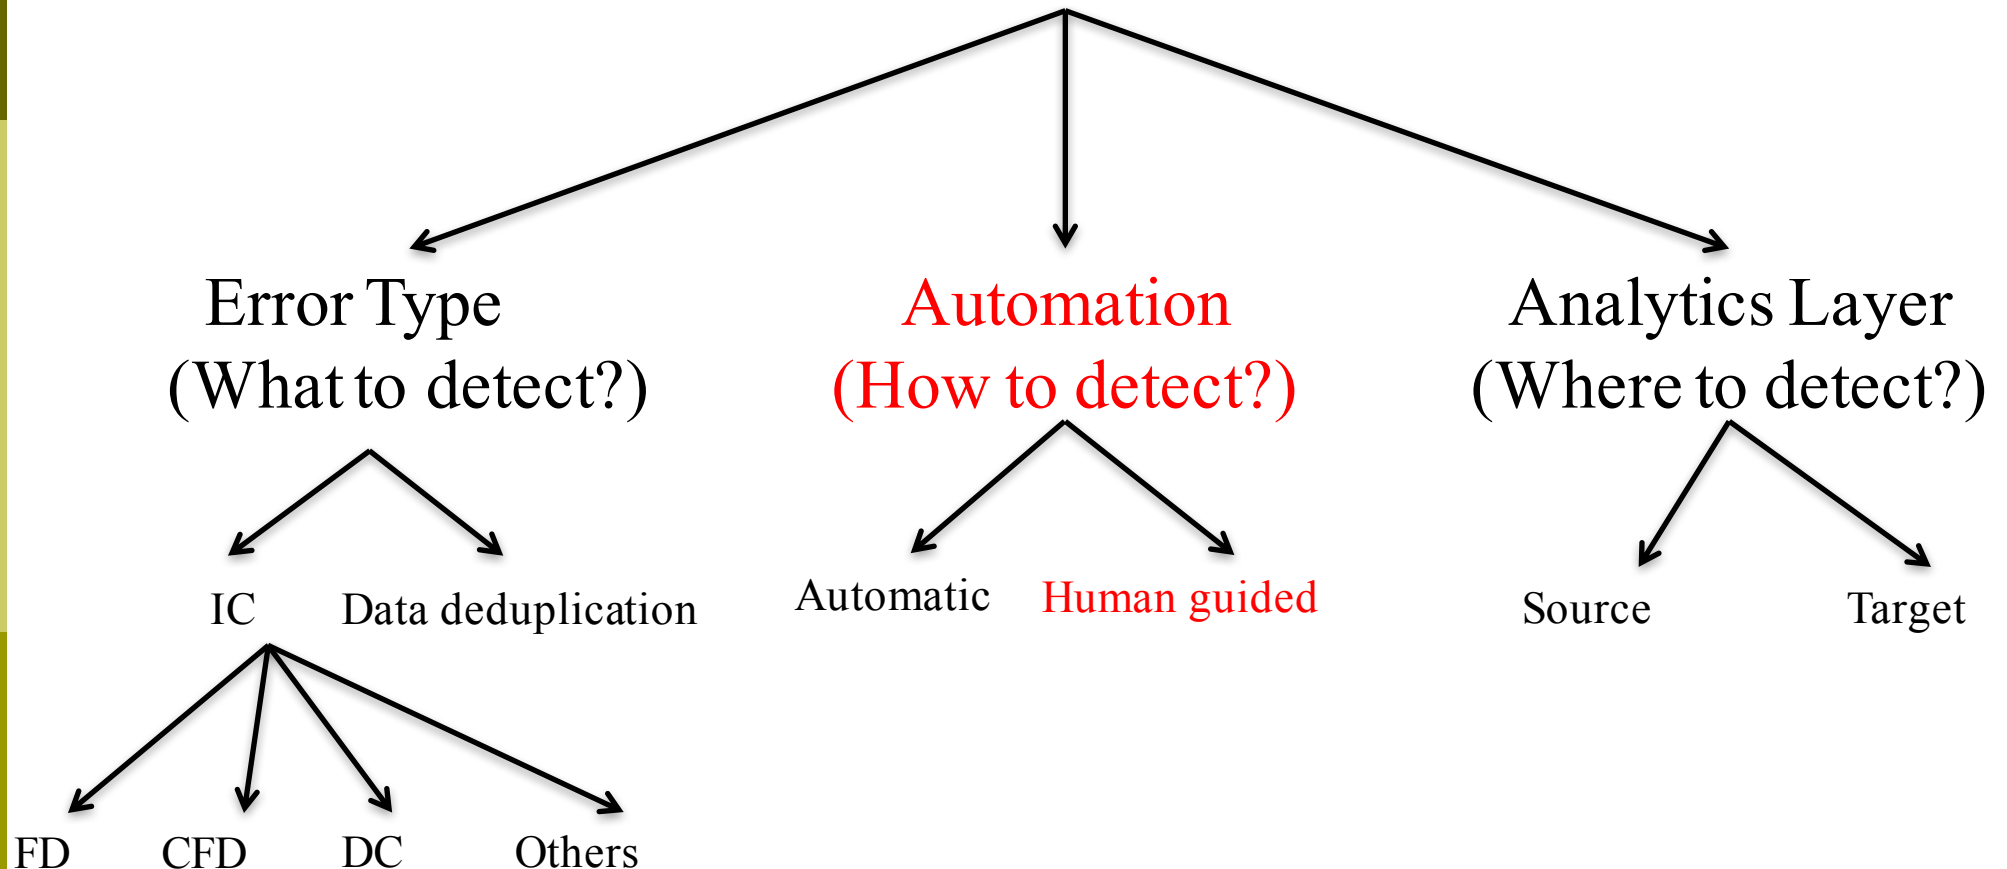 Error Type
(What to detect?)
Automation
(How to detect?)
Analytics Layer
(Where to detect?)
IC
Data deduplication
Automatic
Human guided
Source
Target
FD
CFD
DC
Others